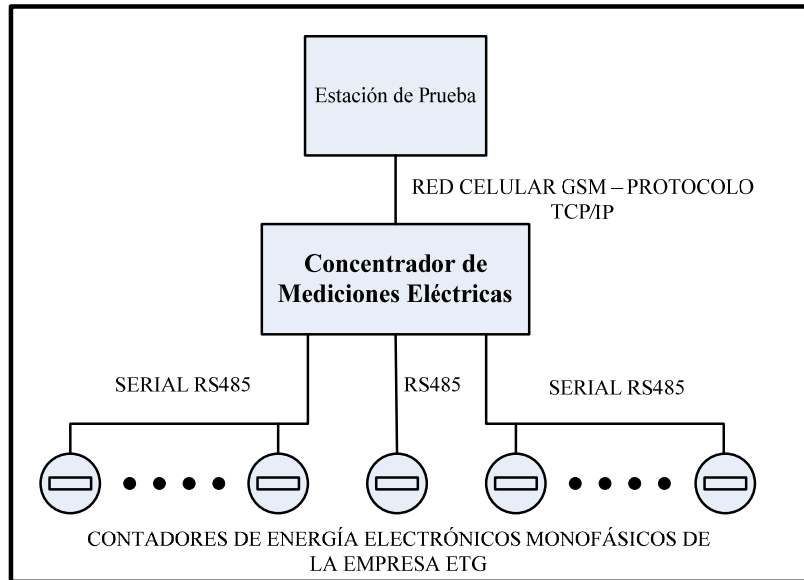 Estación de Prueba
RED CELULAR GSM – PROTOCOLO
TCP/IP
Concentrador de
Mediciones Eléctricas
SERIAL RS485
RS485
SERIAL RS485
CONTADORES DE ENERGÍA ELECTRÓNICOS MONOFÁSICOS DE
LA EMPRESA ETG